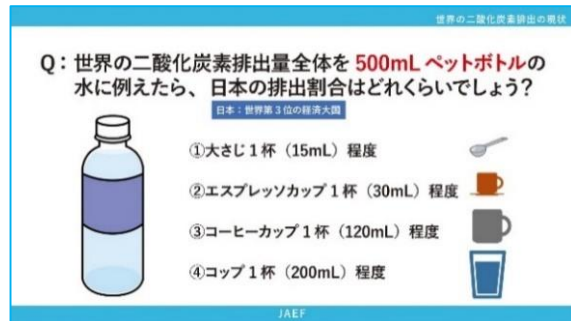 世界の二酸化炭素排出の現状
Q：世界の二酸化炭素排出量全体を 500mL ペットボトルの
水に例えたら、日本の排出割合はどれくらいでしょう？
日本：世界第３位の経済大国
①大さじ１杯（15mL）程度
②エスプレッソカップ１杯（30mL）程度
③コーヒーカップ１杯（120mL）程度
④コップ１杯（200mL）程度
JAEF